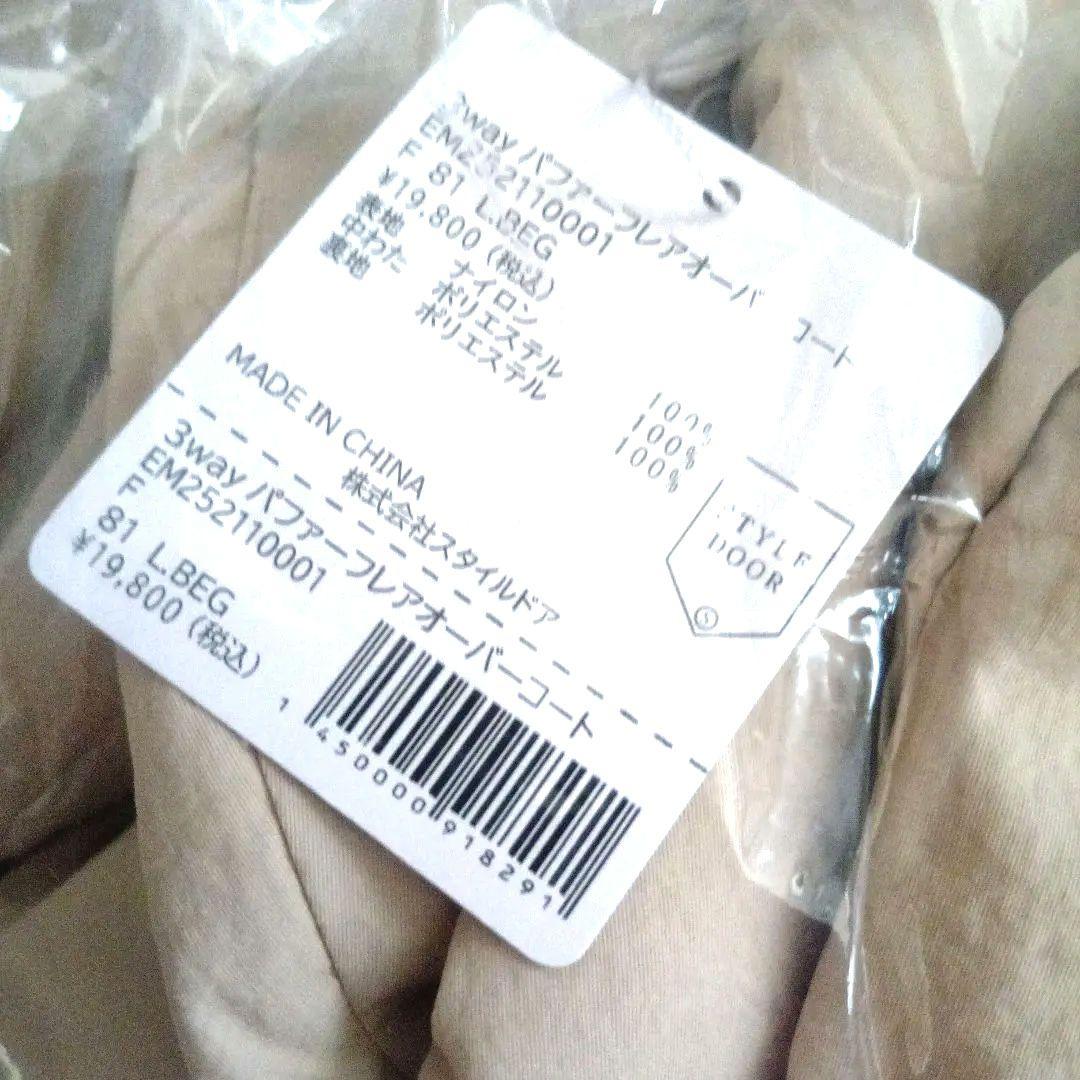 3way パファーフレアオーバ コート
EM252110001
F 81 L.BEG
¥19,800 (税込)
表地 ナイロン 100%
中わた ポリエステル 100%
裏地 ポリエステル 100%
MADE IN CHINA
株式会社スタイルドア
STYLE
DOOR
S
3way パファーフレアオーバーコート
EM252110001
F
81 L.BEG
¥19,800 (税込)
1 450000 918291